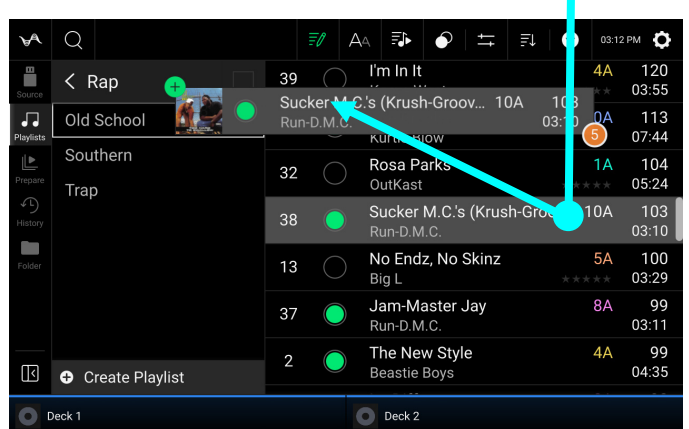 AA
03:12 PM
Source
Playlists
Prepare
History
Folder
Rap
Old School
Southern
Trap
Create Playlist
39 I'm In It 4A 120
03:55
Sucker M.C.'s (Krush-Groov... 10A 103
Run-D.M.C. 03:10
113
Kurtis Blow 07:44
5
32 Rosa Parks 1A 104
OutKast 05:24
38 Sucker M.C.'s (Krush-Groo 10A 103
Run-D.M.C. 03:10
13 No Endz, No Skinz 5A 100
Big L 03:29
37 Jam-Master Jay 8A 99
Run-D.M.C. 03:11
2 The New Style 4A 99
Beastie Boys 04:35
Deck 1
Deck 2